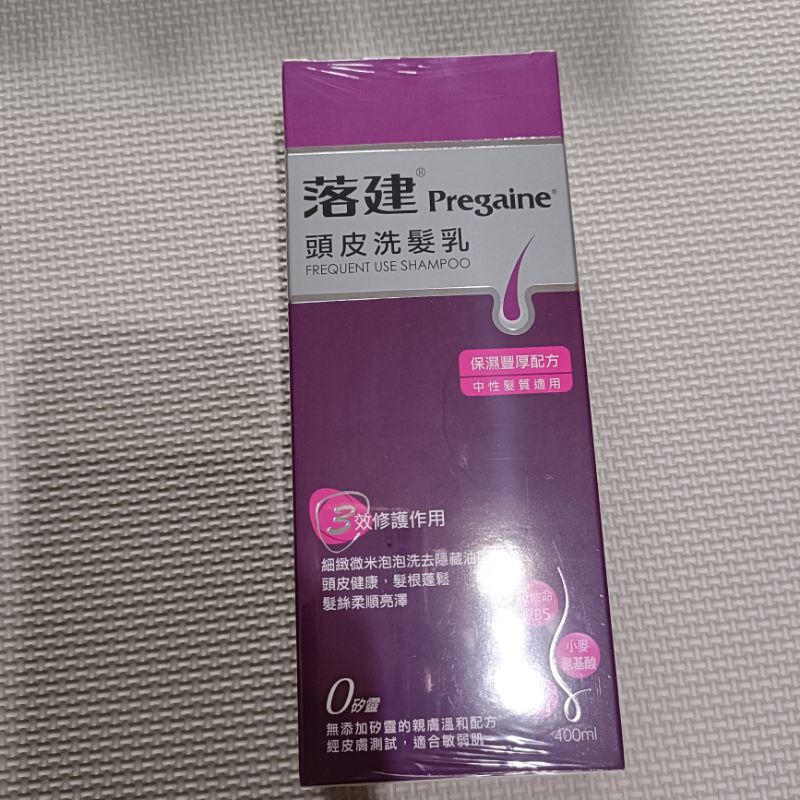 落建® Pregaine®
頭皮洗髮乳
FREQUENT USE SHAMPOO
保濕豐厚配方
中性髮質適用
3效修護作用
細緻微米泡泡洗去隱藏油
頭皮健康,髮根蓬鬆
髮絲柔順亮澤
B5
小麥
氨基酸
0矽靈
無添加矽靈的親膚溫和配方
經皮膚測試,適合敏弱肌
400ml